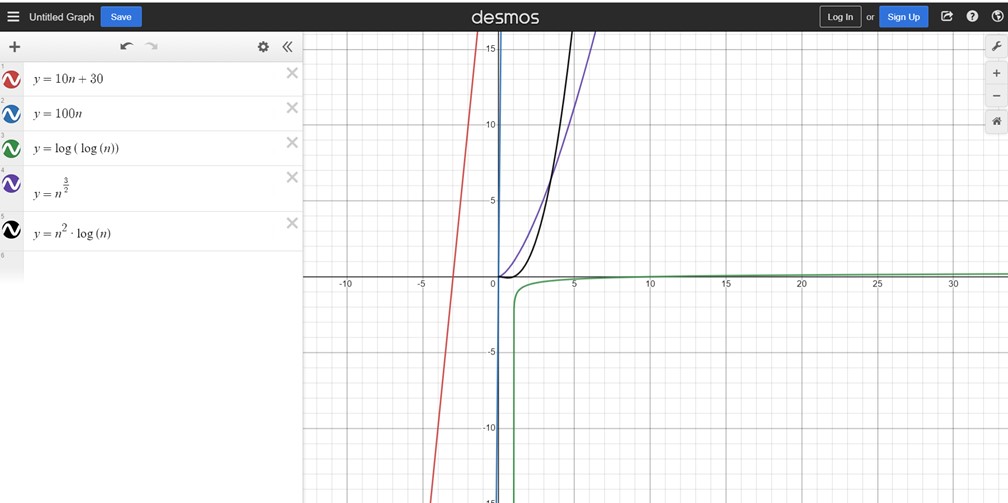 Untitled Graph Save desmos Log In or Sign Up
1 y = 10n + 30
2 y = 100n
3 y = log ( log (n))
4 y = n^(3/2)
5 y = n^2 · log (n)
6
15
10
5
-10 -5 0 5 10 15 20 25 30
-5
-10
-15